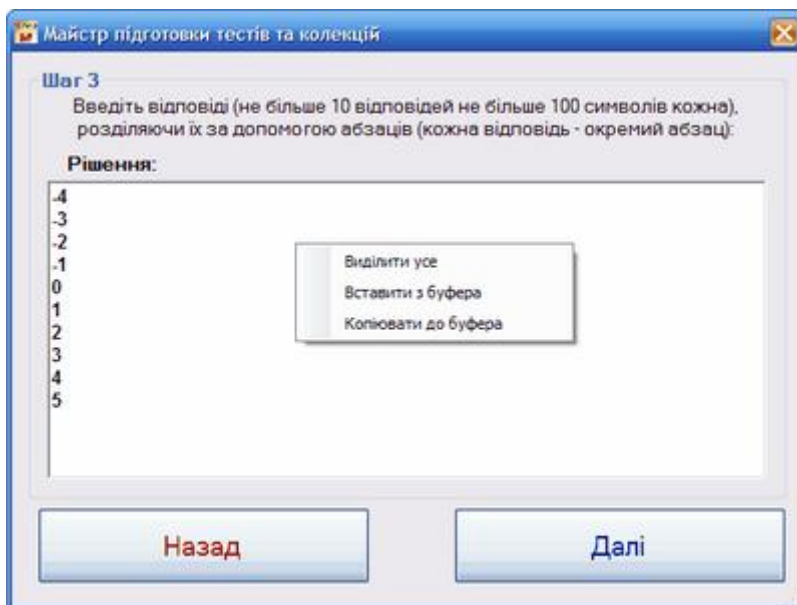 Майстр підготовки тестів та колекцій
Шаг 3
Введіть відповіді (не більше 10 відповідей не більше 100 символів кожна),
розділяючи їх за допомогою абзаців (кожна відповідь - окремий абзац):
Рішення:
-4
-3
-2
-1
0
1
2
3
4
5
Виділити усе
Вставити з буфера
Копіювати до буфера
Назад
Далі